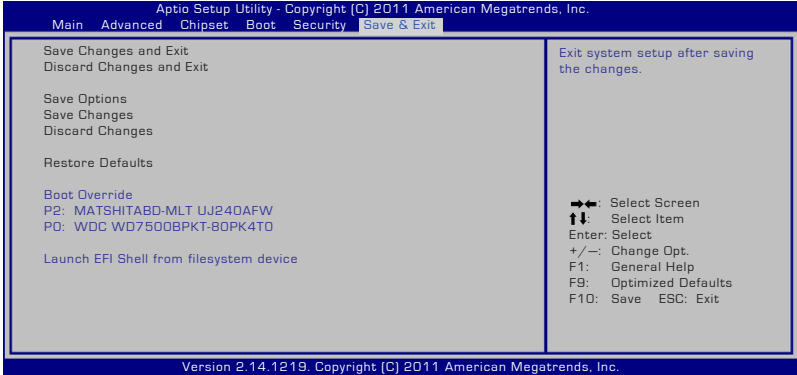 Aptio Setup Utility - Copyright (C) 2011 American Megatrends, Inc.
Main Advanced Chipset Boot Security Save & Exit
Save Changes and Exit
Discard Changes and Exit
Save Options
Save Changes
Discard Changes
Restore Defaults
Boot Override
P2: MATSHITABD-MLT UJ240AFW
P0: WDC WD7500BPKT-80PK4T0
Launch EFI Shell from filesystem device
Exit system setup after saving
the changes.
→←: Select Screen
↑↓: Select Item
Enter: Select
+/—: Change Opt.
F1: General Help
F9: Optimized Defaults
F10: Save ESC: Exit
Version 2.14.1219. Copyright (C) 2011 American Megatrends, Inc.